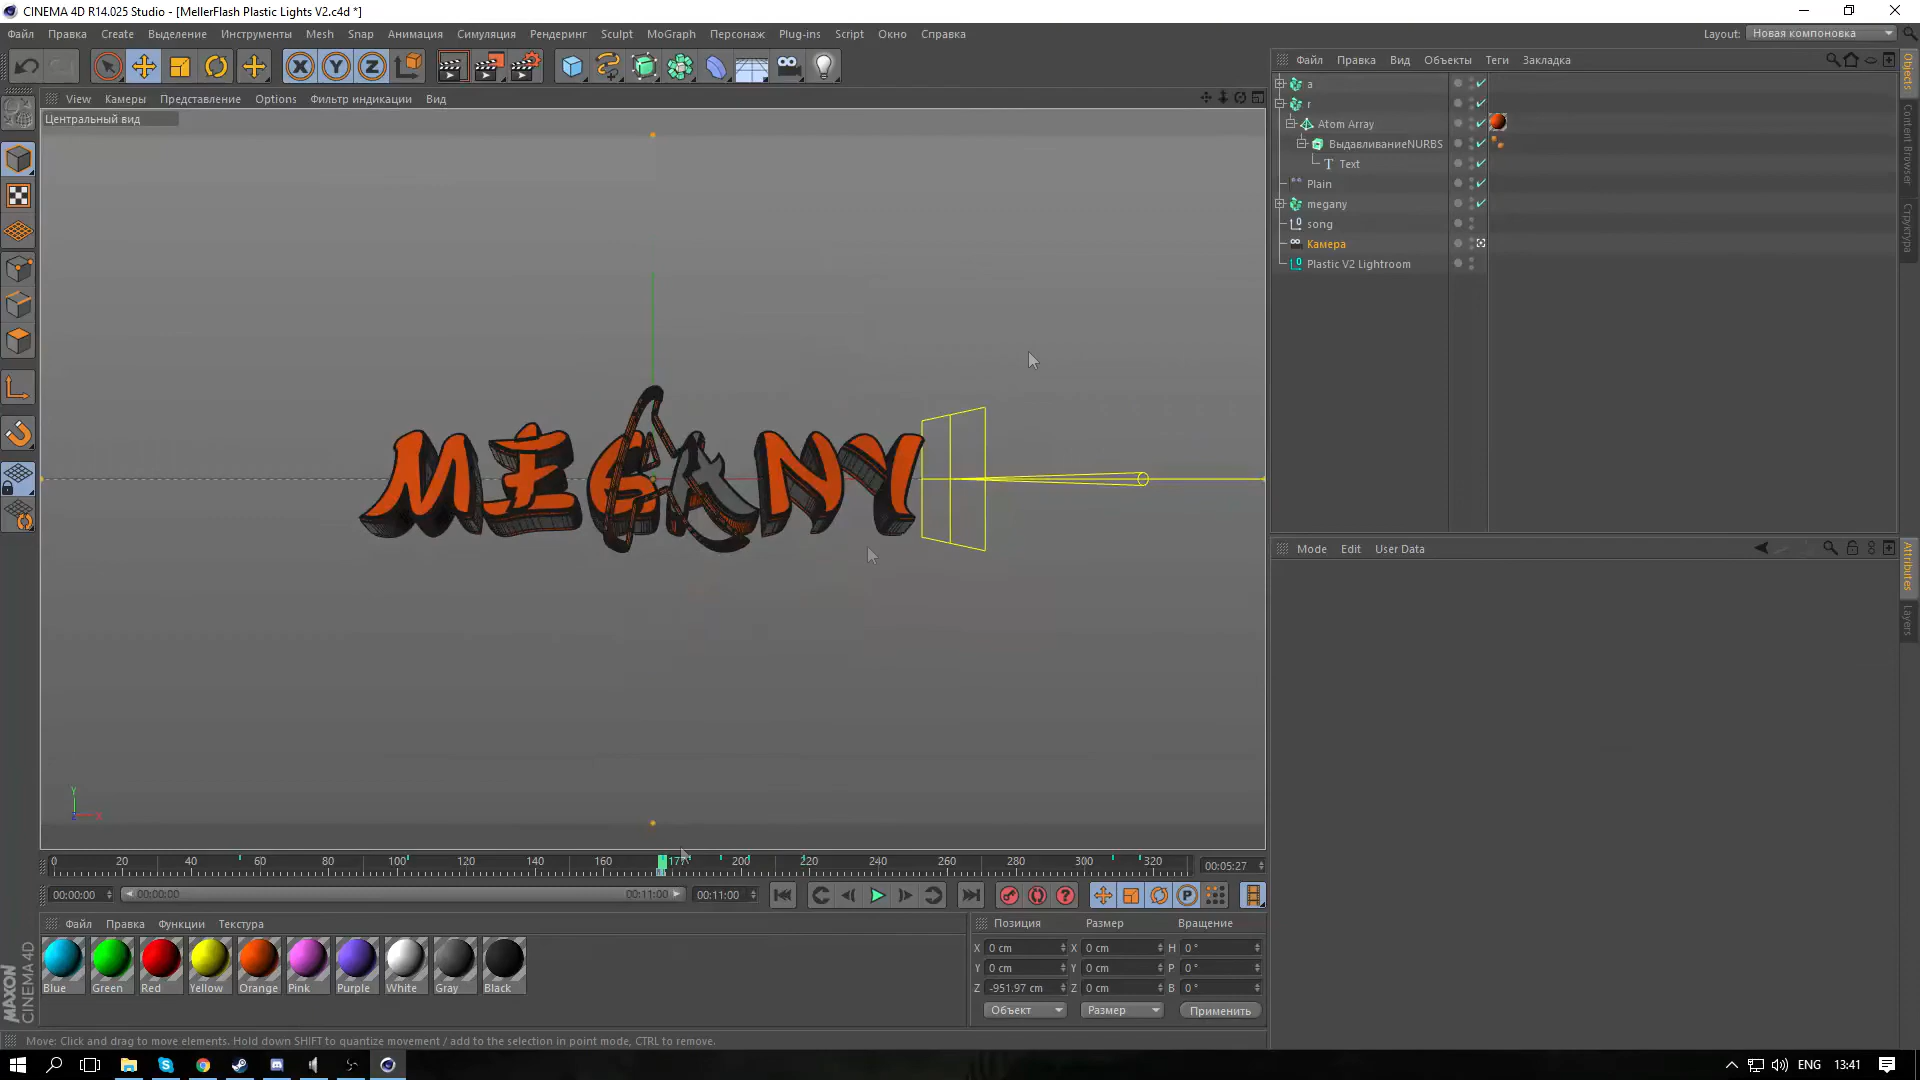 CINEMA 4D R14.025 Studio - [MellerFlash Plastic Lights V2.c4d *]
Файл Правка Create Выделение Инструменты Mesh Snap Анимация Симуляция Рендеринг Sculpt MoGraph Персонаж Plug-ins Script Окно Справка Layout: Новая компоновка
X Y Z
View Камеры Представление Options Фильтр индикации Вид
Центральный вид
Файл Правка Вид Объекты Теги Закладка
a
r
Atom Array
ВыдавливаниеNURBS
T Text
Plain
megany
song
Камера
Plastic V2 Lightroom
Objects
Content Browser
Структура
MEGANY
Mode Edit User Data
Attributes
Layers
Y
X
0 20 40 60 80 100 120 140 160 177 200 220 240 260 280 300 320 00:05:27
00:00:00 00:00:00 00:11:00 00:11:00 P
Файл Правка Функции Текстура
Blue Green Red Yellow Orange Pink Purple White Gray Black
Позиция Размер Вращение
X 0 cm X 0 cm H 0 °
Y 0 cm Y 0 cm P 0 °
Z -951.97 cm Z 0 cm B 0 °
Объект Размер Применить
MAXON CINEMA 4D
Move: Click and drag to move elements. Hold down SHIFT to quantize movement / add to the selection in point mode, CTRL to remove.
ENG 13:41